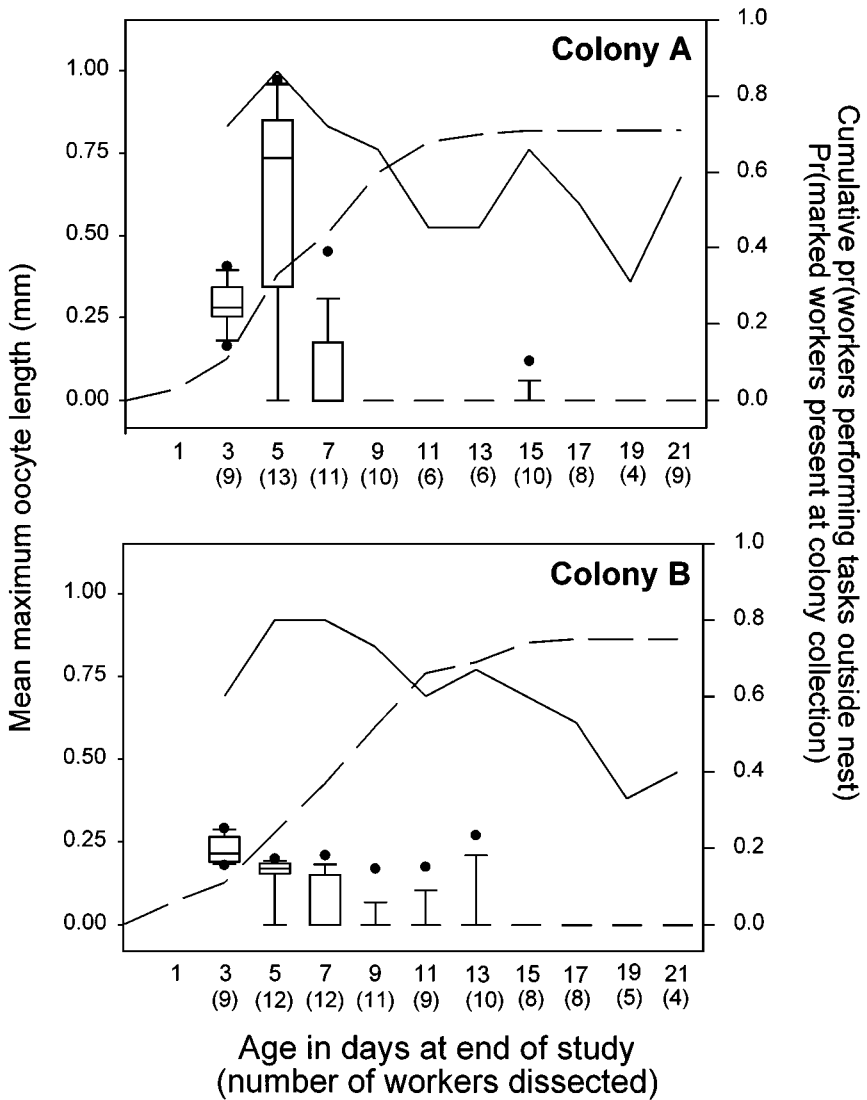 Colony A
1.00
0.75
0.50
0.25
0.00
1.0
0.8
0.6
0.4
0.2
0.0
1 3 5 7 9 11 13 15 17 19 21
(9) (13) (11) (10) (6) (6) (10) (8) (4) (9)
Mean maximum oocyte length (mm)
Cumulative pr(workers performing tasks outside nest)
Pr(marked workers present at colony collection)
Colony B
1.00
0.75
0.50
0.25
0.00
1.0
0.8
0.6
0.4
0.2
0.0
1 3 5 7 9 11 13 15 17 19 21
(9) (12) (12) (11) (9) (10) (8) (8) (5) (4)
Age in days at end of study
(number of workers dissected)